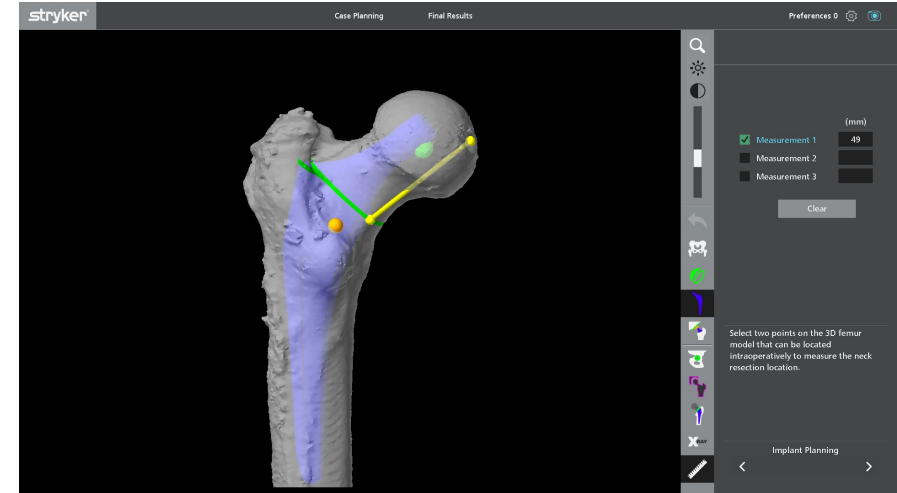 stryker
Case Planning
Final Results
Preferences 0
(mm)
Measurement 1
49
Measurement 2
Measurement 3
Clear
Select two points on the 3D femur
model that can be located
intraoperatively to measure the neck
resection location.
XRAY
Implant Planning